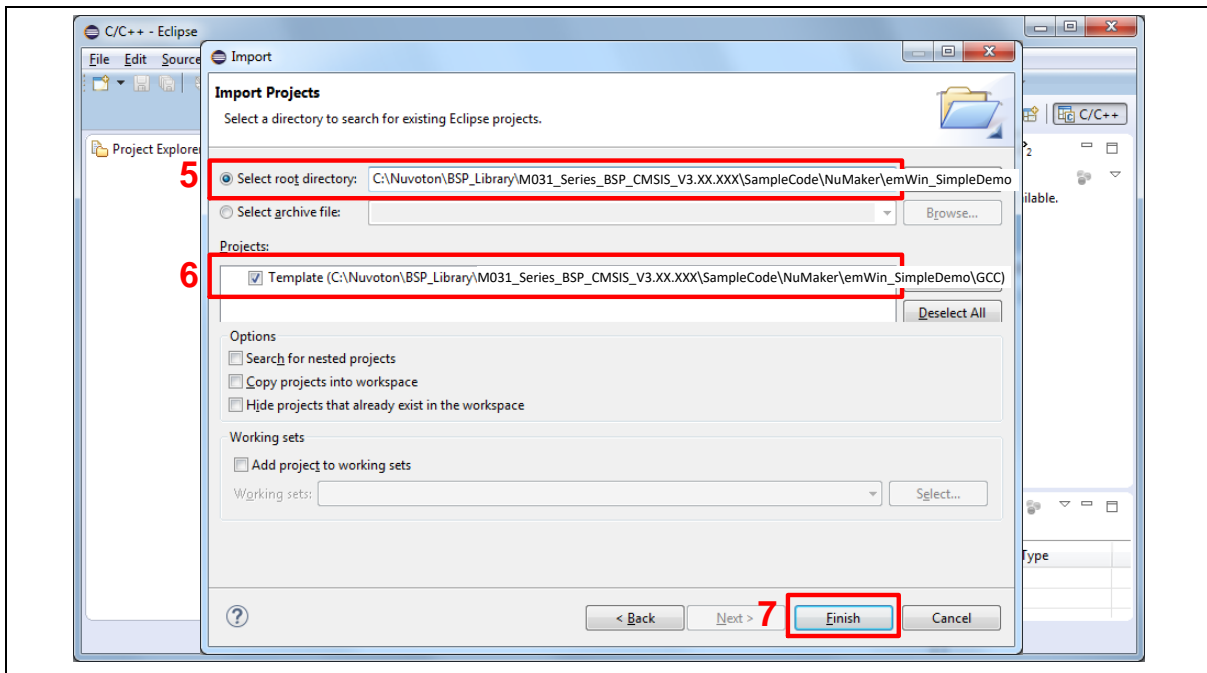 C/C++ - Eclipse
File Edit Source
Import
Import Projects
Select a directory to search for existing Eclipse projects.
C/C++
Project Explorer
5
Select root directory: C:\Nuvoton\BSP_Library\M031_Series_BSP_CMSIS_V3.XX.XXX\SampleCode\NuMaker\emWin_SimpleDemo
ilable.
Select archive file:
Browse...
Projects:
6
Template (C:\Nuvoton\BSP_Library\M031_Series_BSP_CMSIS_V3.XX.XXX\SampleCode\NuMaker\emWin_SimpleDemo\GCC)
Deselect All
Options
Search for nested projects
Copy projects into workspace
Hide projects that already exist in the workspace
Working sets
Add project to working sets
Working sets:
Select...
Type
7
< Back Next > Finish Cancel